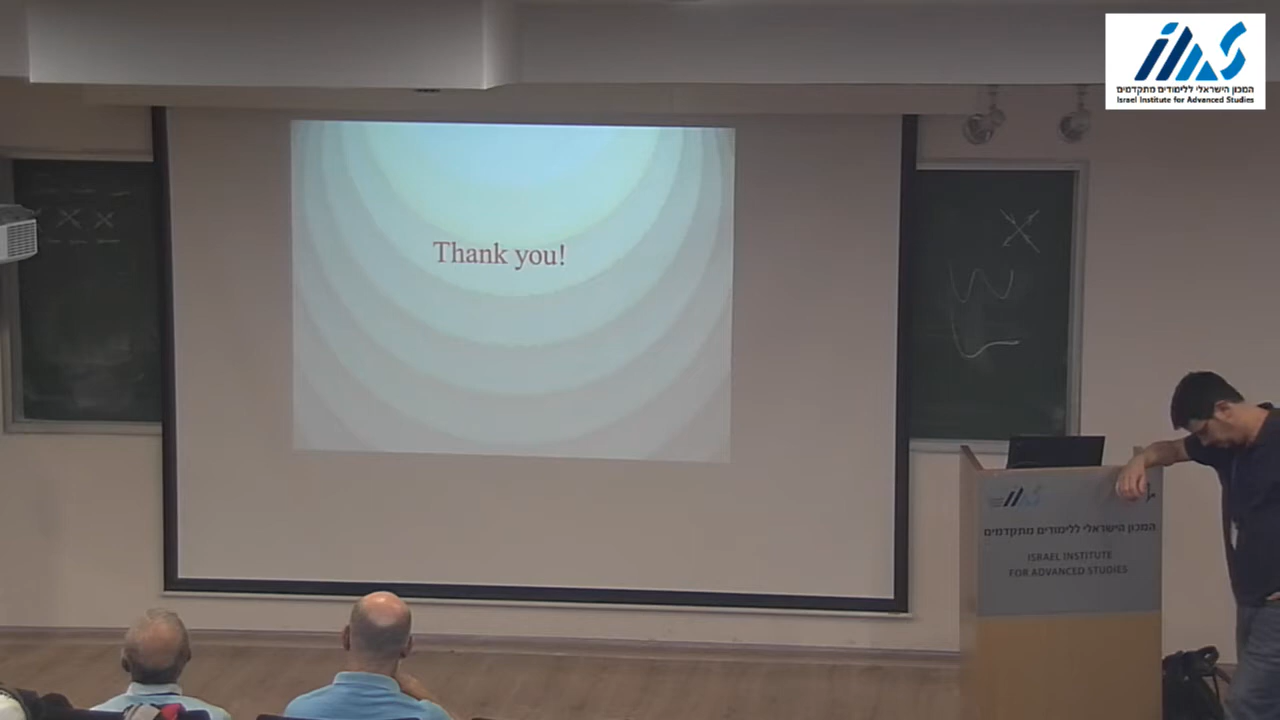 המכון הישראלי ללימודים מתקדמים
Israel Institute for Advanced Studies
Thank you!
המכון הישראלי ללימודים מתקדמים
ISRAEL INSTITUTE
FOR ADVANCED STUDIES